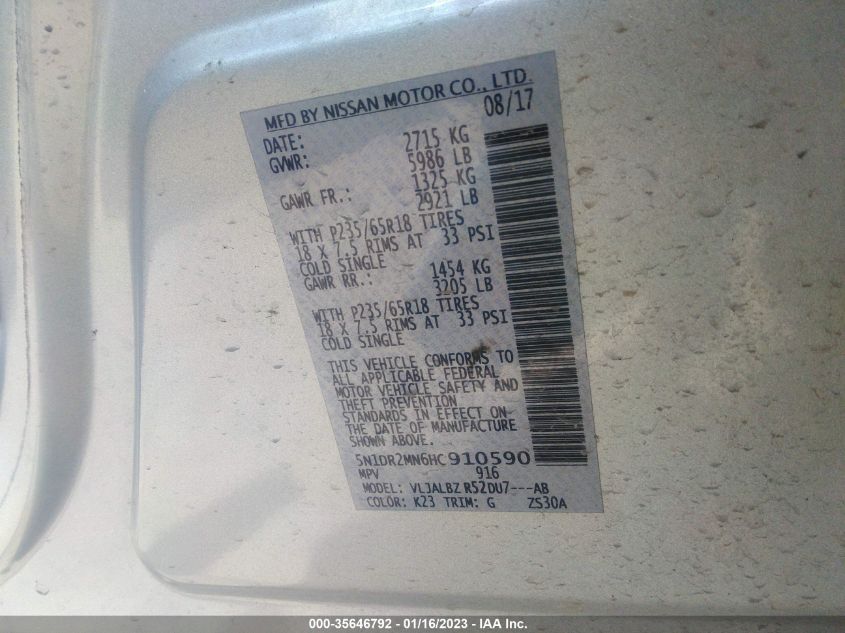 MFD BY NISSAN MOTOR CO., LTD.
DATE: 08/17
GVWR: 2715 KG
5986 LB
GAWR FR.: 1325 KG
2921 LB
WITH P235/65R18 TIRES
18 X 7.5 RIMS AT 33 PSI
COLD SINGLE
GAWR RR.: 1454 KG
3205 LB
WITH P235/65R18 TIRES
18 X 7.5 RIMS AT 33 PSI
COLD SINGLE
THIS VEHICLE CONFORMS TO
ALL APPLICABLE FEDERAL
MOTOR VEHICLE SAFETY AND
THEFT PREVENTION
STANDARDS IN EFFECT ON
THE DATE OF MANUFACTURE
SHOWN ABOVE.
5N1DR2MN6HC910590
MPV 916
MODEL: VLJALBZ R52DU7---AB
COLOR: K23 TRIM: G ZS30A
000-35646792 - 01/16/2023 - IAA Inc.